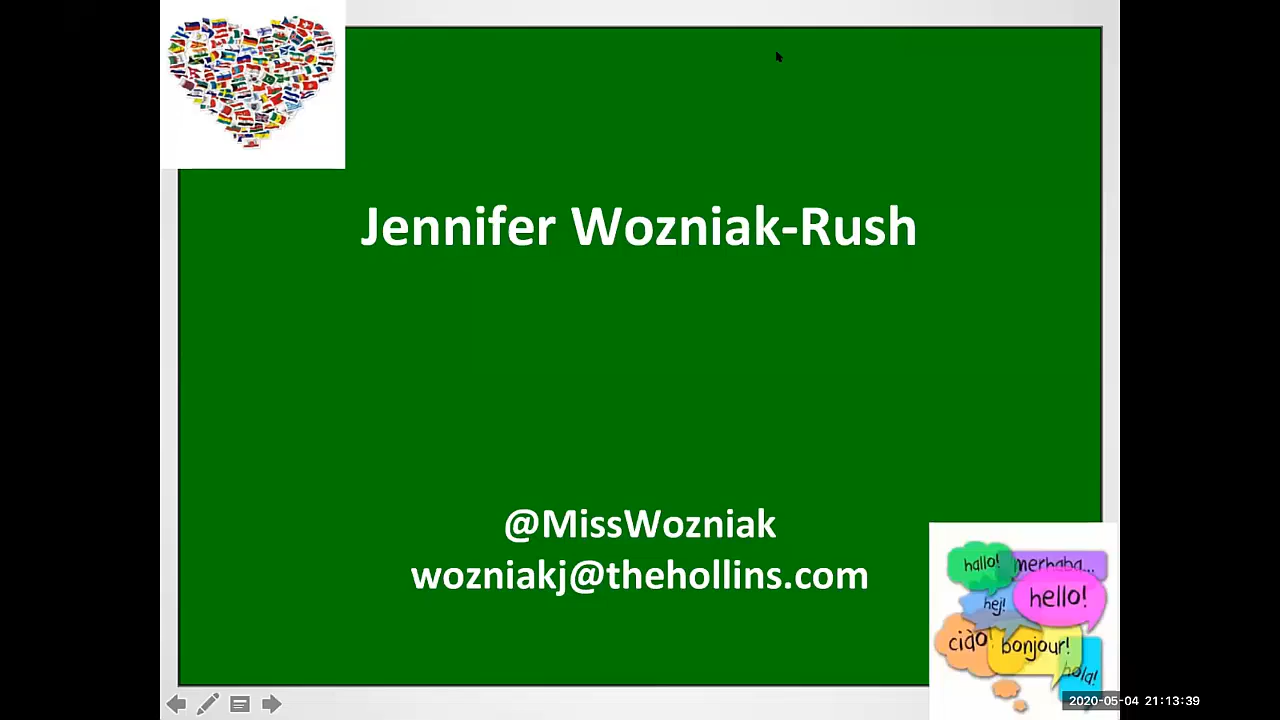 Jennifer Wozniak-Rush
@MissWozniak
wozniakj@thehollins.com
hallo!
merhaba...
hej!
hello!
ciào!
bonjour!
hola!
2020-05-04 21:13:39